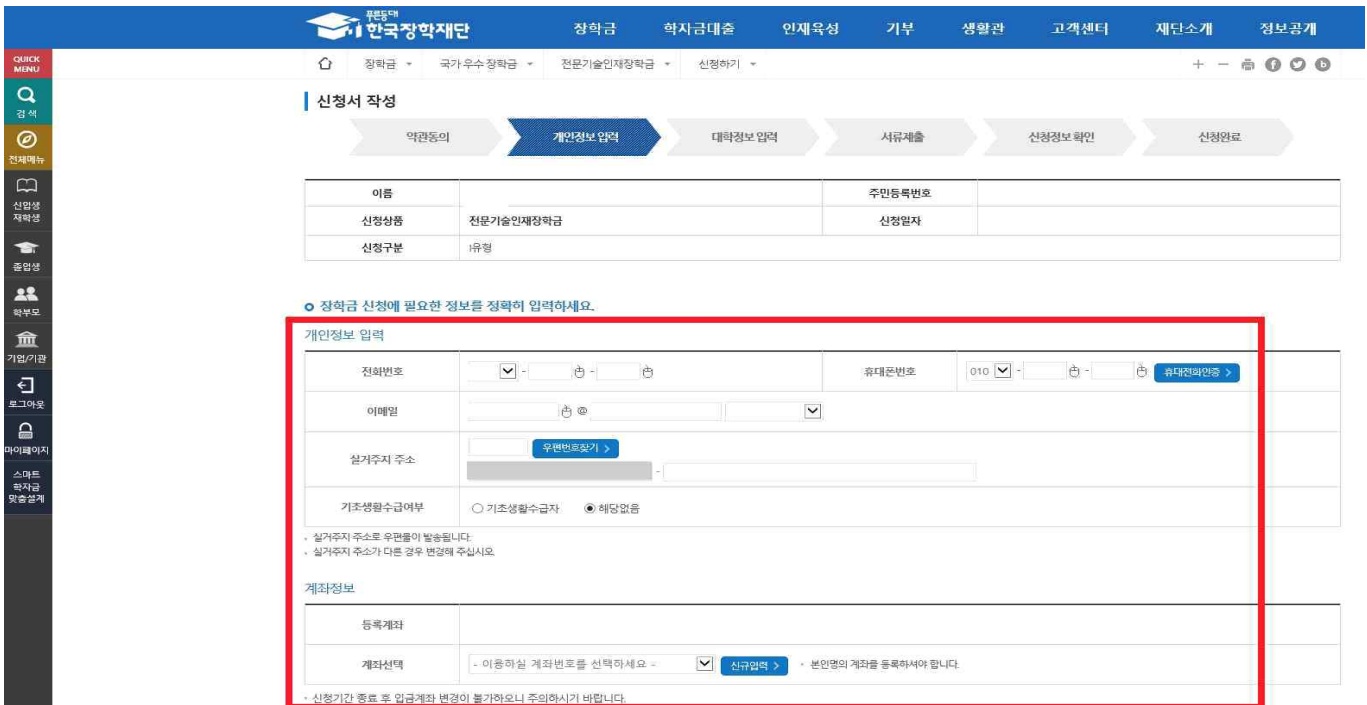 푸른등대
한국장학재단
장학금 학자금대출 인재육성 기부 생활관 고객센터 재단소개 정보공개
QUICK
MENU
장학금 국가우수장학금 전문기술인재장학금 신청하기
검색
전체메뉴
신입생
재학생
졸업생
학부모
기업/기관
로그아웃
마이페이지
스마트
학자금
맞춤설계
신청서 작성
약관동의 개인정보 입력 대학정보 입력 서류제출 신청정보 확인 신청완료
이름 주민등록번호
신청상품 전문기술인재장학금 신청일자
신청구분 I유형
장학금 신청에 필요한 정보를 정확히 입력하세요.
개인정보 입력
전화번호 - - 휴대폰번호 010 - - 휴대전화인증 >
이메일 @
실거주지 주소 우편번호찾기 >
-
기초생활수급여부 기초생활수급자 해당없음
실거주지 주소로 우편물이 발송됩니다.
실거주지 주소가 다른 경우 변경해 주십시오.
계좌정보
등록계좌
계좌선택 - 이용하실 계좌번호를 선택하세요 - 신규입력 > 본인명의 계좌를 등록하셔야 합니다.
신청기간 종료 후 입금계좌 변경이 불가하오니 주의하시기 바랍니다.